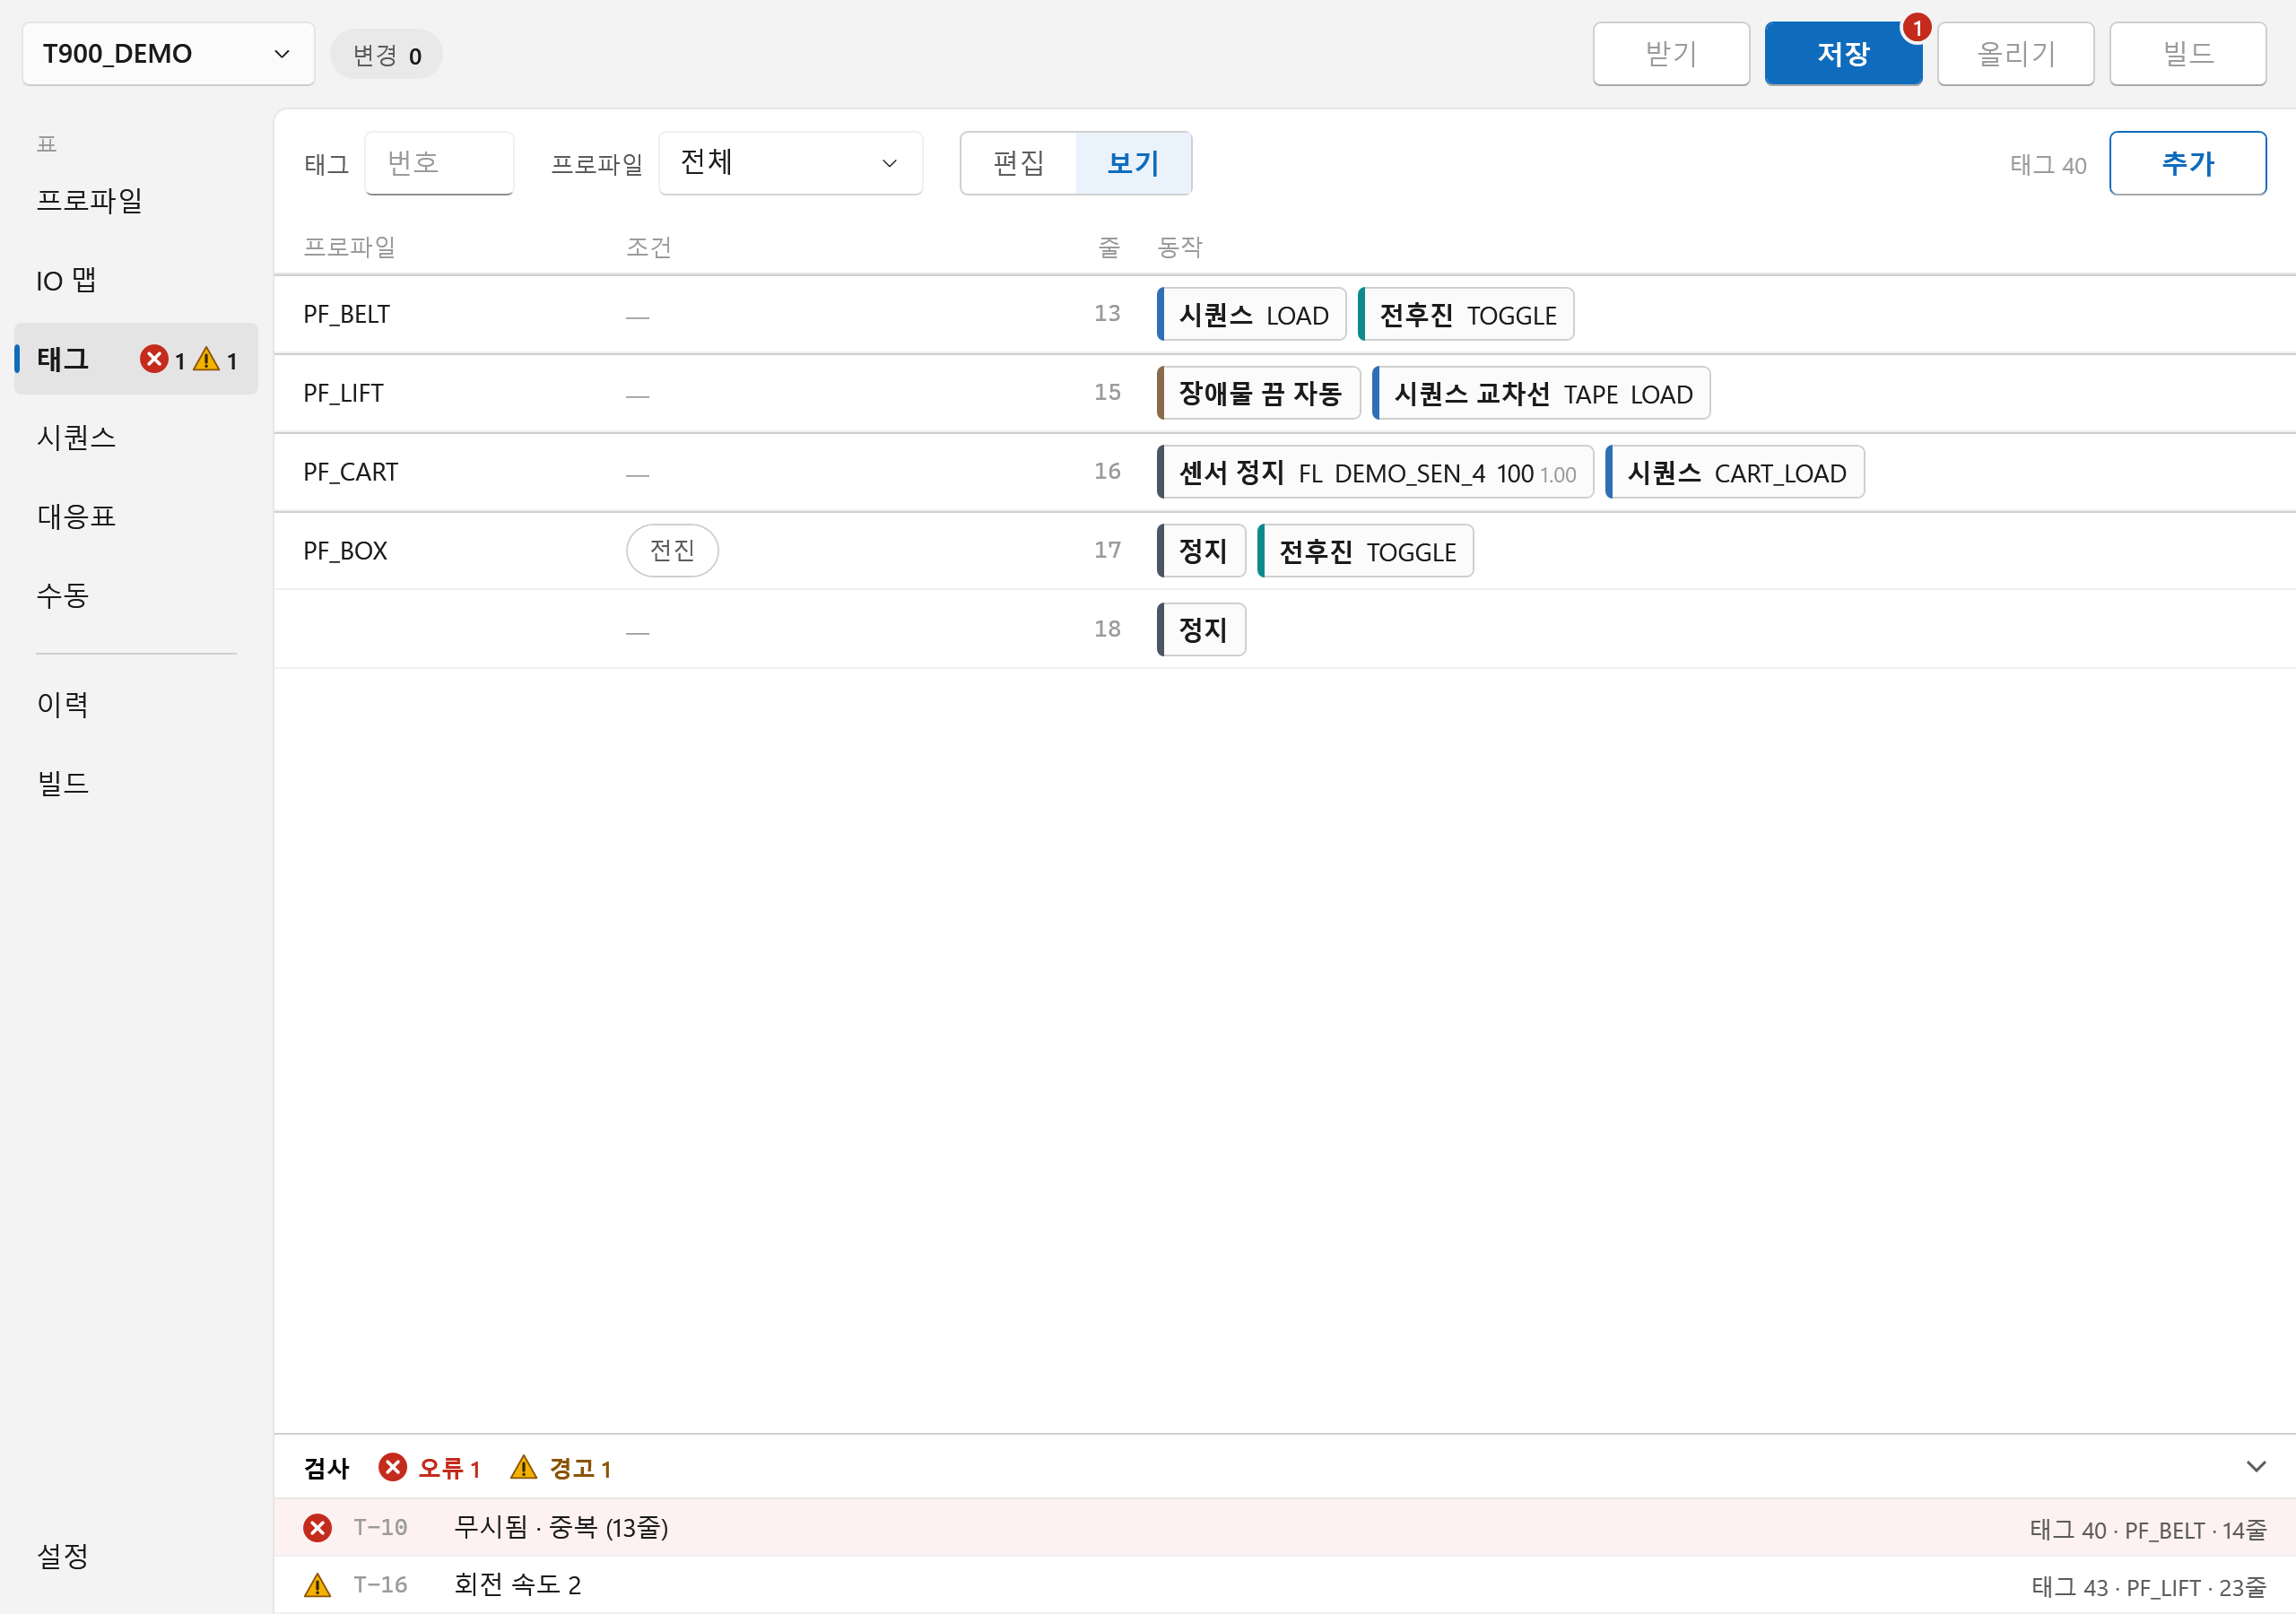 T900_DEMO 변경 0 받기 저장 1 올리기 빌드
표
프로파일
IO 맵
태그 1 1
시퀀스
대응표
수동
이력
빌드
설정
태그 번호 프로파일 전체 편집 보기 태그 40 추가
프로파일 조건 줄 동작
PF_BELT — 13 시퀀스 LOAD 전후진 TOGGLE
PF_LIFT — 15 장애물 끔 자동 시퀀스 교차선 TAPE LOAD
PF_CART — 16 센서 정지 FL DEMO_SEN_4 100 1.00 시퀀스 CART_LOAD
PF_BOX 전진 17 정지 전후진 TOGGLE
— 18 정지
검사 오류 1 경고 1
T-10 무시됨 · 중복 (13줄) 태그 40 · PF_BELT · 14줄
T-16 회전 속도 2 태그 43 · PF_LIFT · 23줄